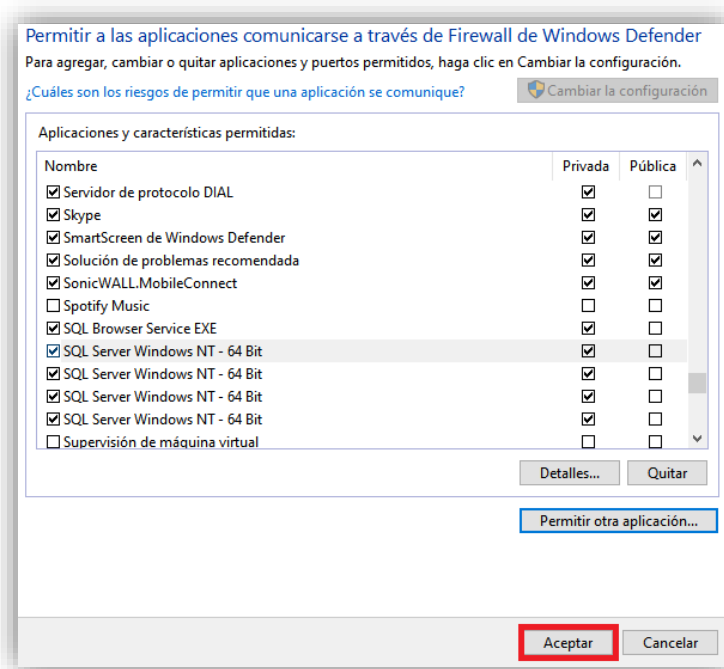 Permitir a las aplicaciones comunicarse a través de Firewall de Windows Defender
Para agregar, cambiar o quitar aplicaciones y puertos permitidos, haga clic en Cambiar la configuración.
¿Cuáles son los riesgos de permitir que una aplicación se comunique?
Cambiar la configuración
Aplicaciones y características permitidas:
Nombre Privada Pública
Servidor de protocolo DIAL
Skype
SmartScreen de Windows Defender
Solución de problemas recomendada
SonicWALL.MobileConnect
Spotify Music
SQL Browser Service EXE
SQL Server Windows NT - 64 Bit
SQL Server Windows NT - 64 Bit
SQL Server Windows NT - 64 Bit
SQL Server Windows NT - 64 Bit
Supervisión de máquina virtual
Detalles... Quitar
Permitir otra aplicación...
Aceptar Cancelar